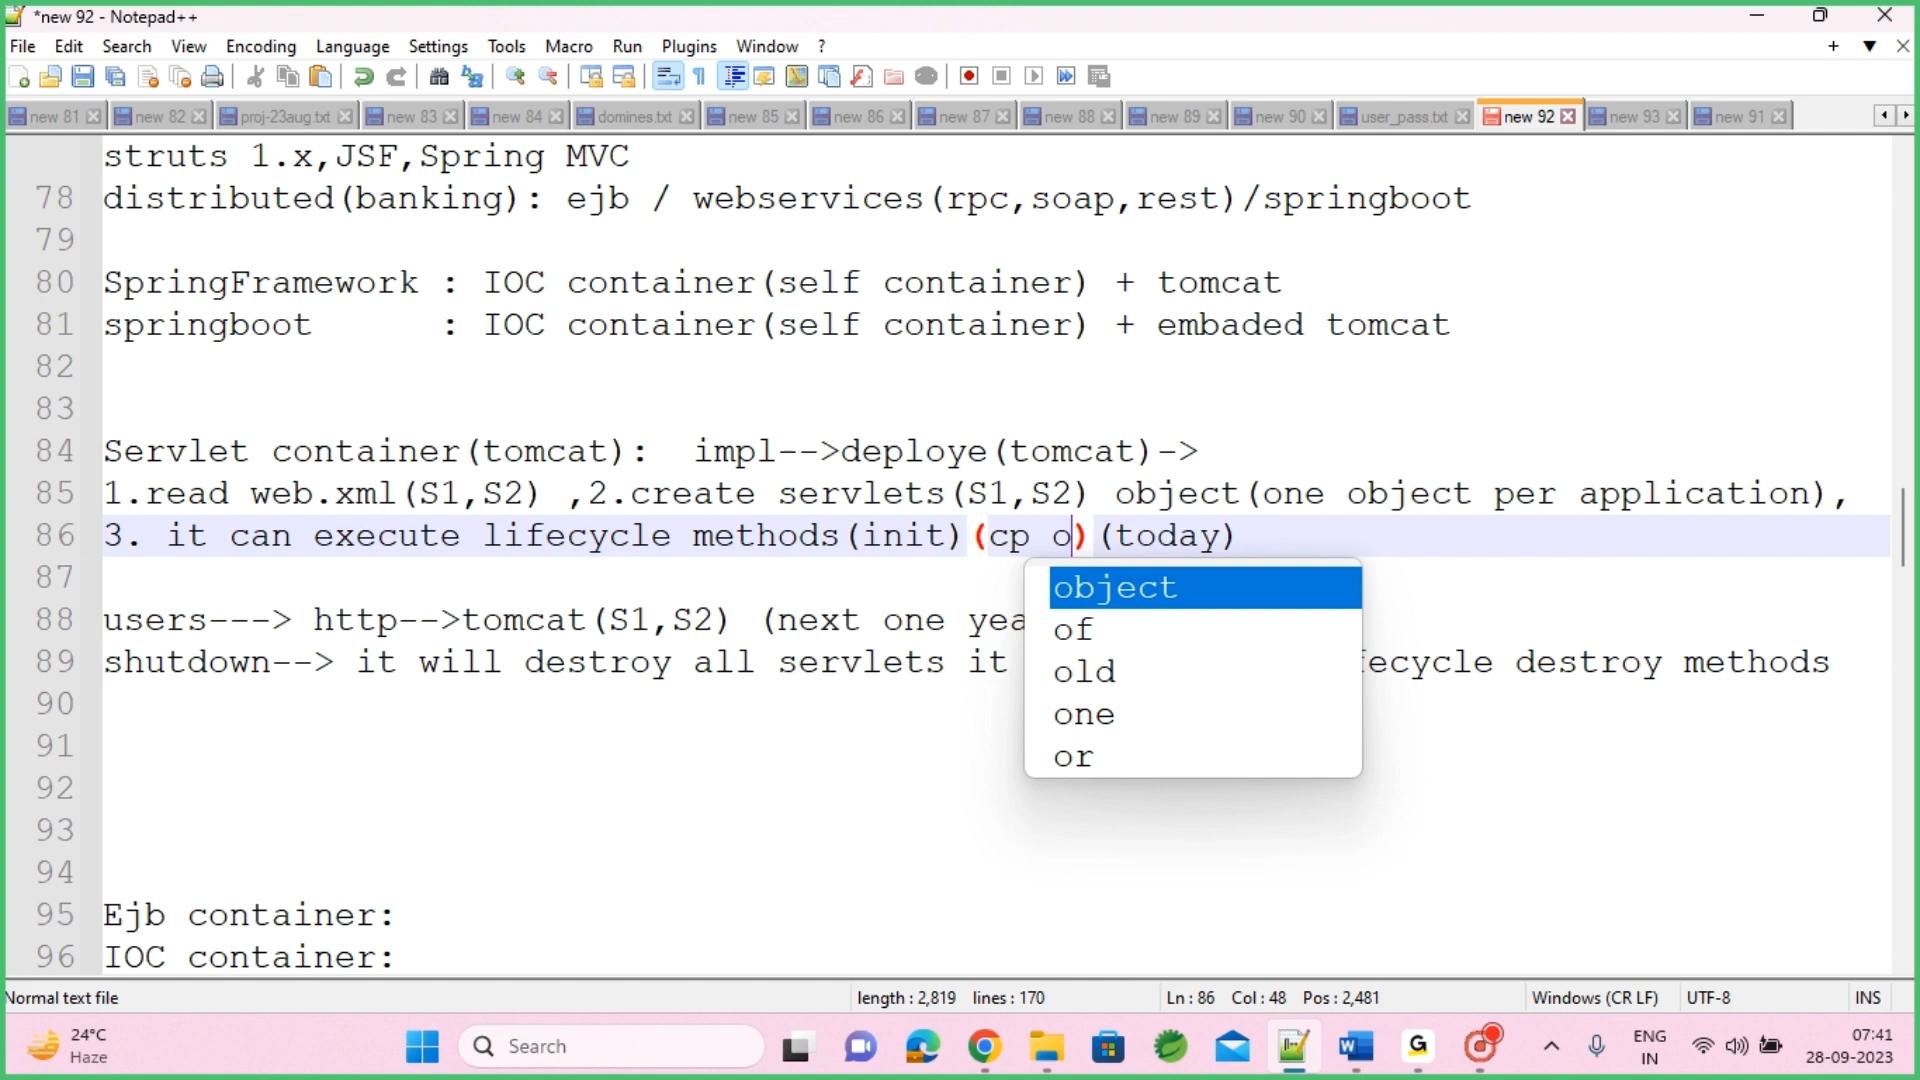 *new 92 - Notepad++
File Edit Search View Encoding Language Settings Tools Macro Run Plugins Window ?
new 81 new 82 proj-23aug.txt new 83 new 84 domines.txt new 85 new 86 new 87 new 88 new 89 new 90 user_pass.txt new 92 new 93 new 91
struts 1.x,JSF,Spring MVC
78 distributed(banking): ejb / webservices(rpc,soap,rest)/springboot
79
80 SpringFramework : IOC container(self container) + tomcat
81 springboot : IOC container(self container) + embaded tomcat
82
83
84 Servlet container(tomcat): impl-->deploye(tomcat)->
85 1.read web.xml(S1,S2) ,2.create servlets(S1,S2) object(one object per application),
86 3. it can execute lifecycle methods(init)(cp o)(today)
object
87
88 users---> http-->tomcat(S1,S2) (next one yea
of
89 shutdown--> it will destroy all servlets it ecycle destroy methods
old
90
one
91
or
92
93
94
95 Ejb container:
96 IOC container:
Normal text file length : 2,819 lines : 170 Ln : 86 Col : 48 Pos : 2,481 Windows (CR LF) UTF-8 INS
24°C
Haze
Search
ENG
IN
07:41
28-09-2023